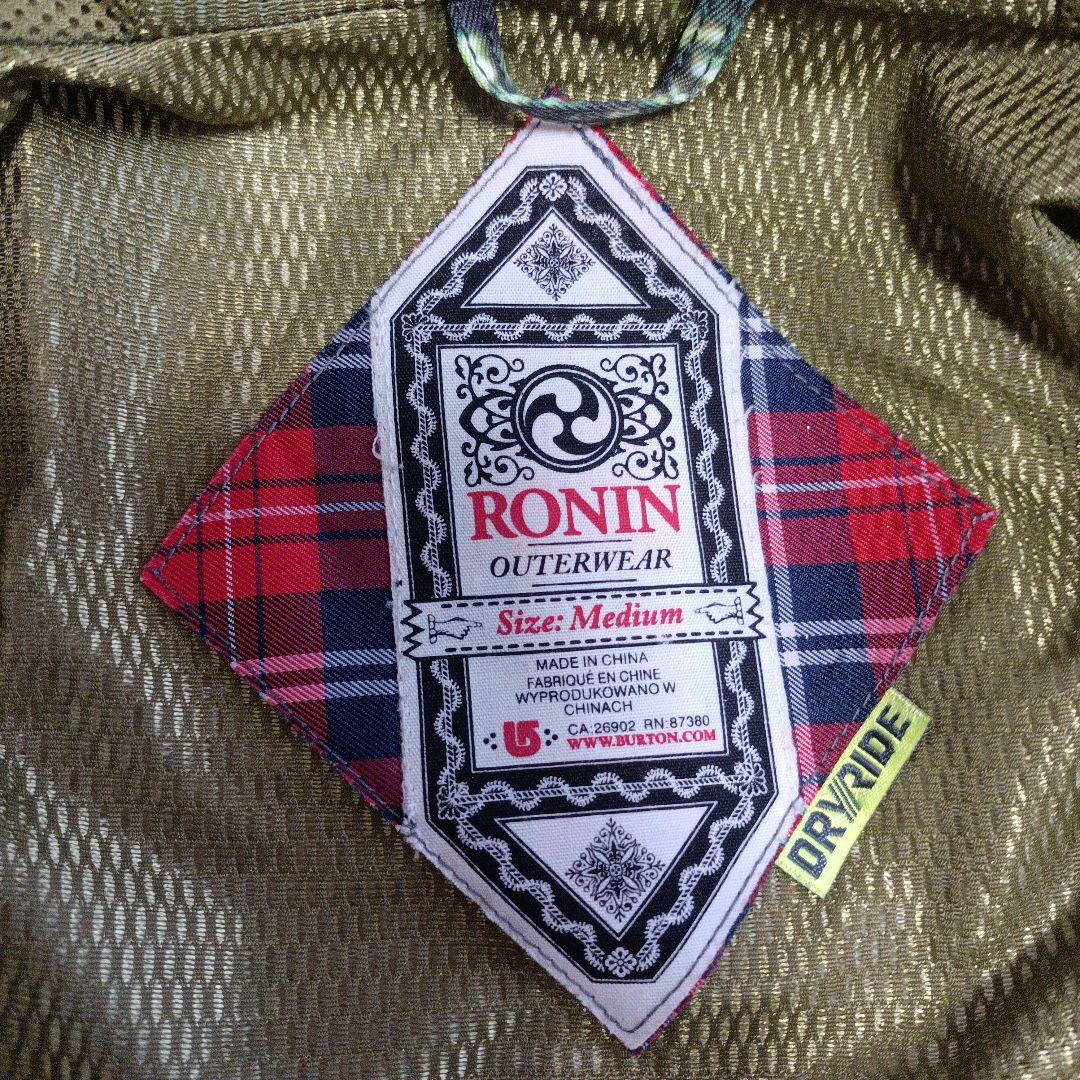 RONIN
OUTERWEAR
Size: Medium
MADE IN CHINA
FABRIQUÉ EN CHINE
WYPRODUKOWANO W
CHINACH
CA:26902 RN:87380
WWW.BURTON.COM
DRYRIDE